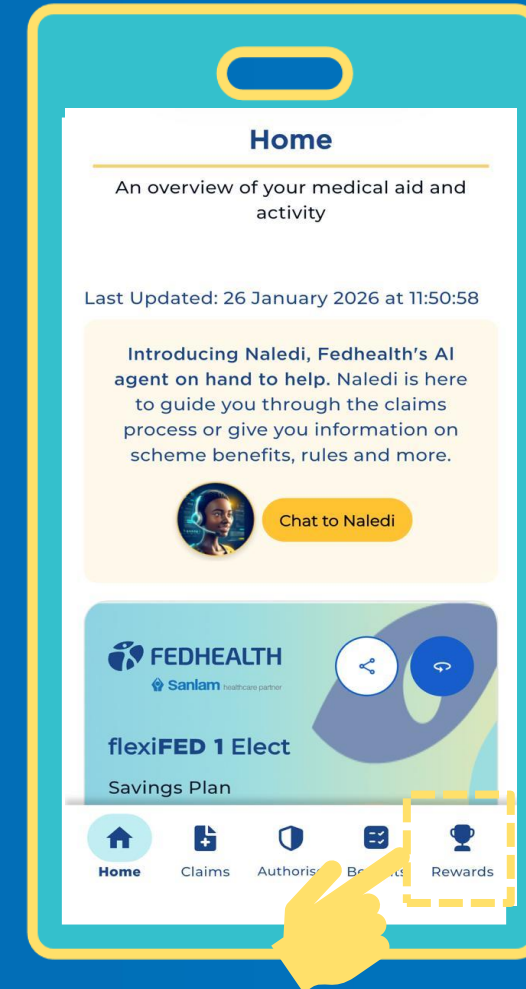 Home
An overview of your medical aid and
activity
Last Updated: 26 January 2026 at 11:50:58
Introducing Naledi, Fedhealth's AI
agent on hand to help. Naledi is here
to guide you through the claims
process or give you information on
scheme benefits, rules and more.
Chat to Naledi
FEDHEALTH
Sanlam healthcare partner
flexiFED 1 Elect
Savings Plan
Home Claims Rewards